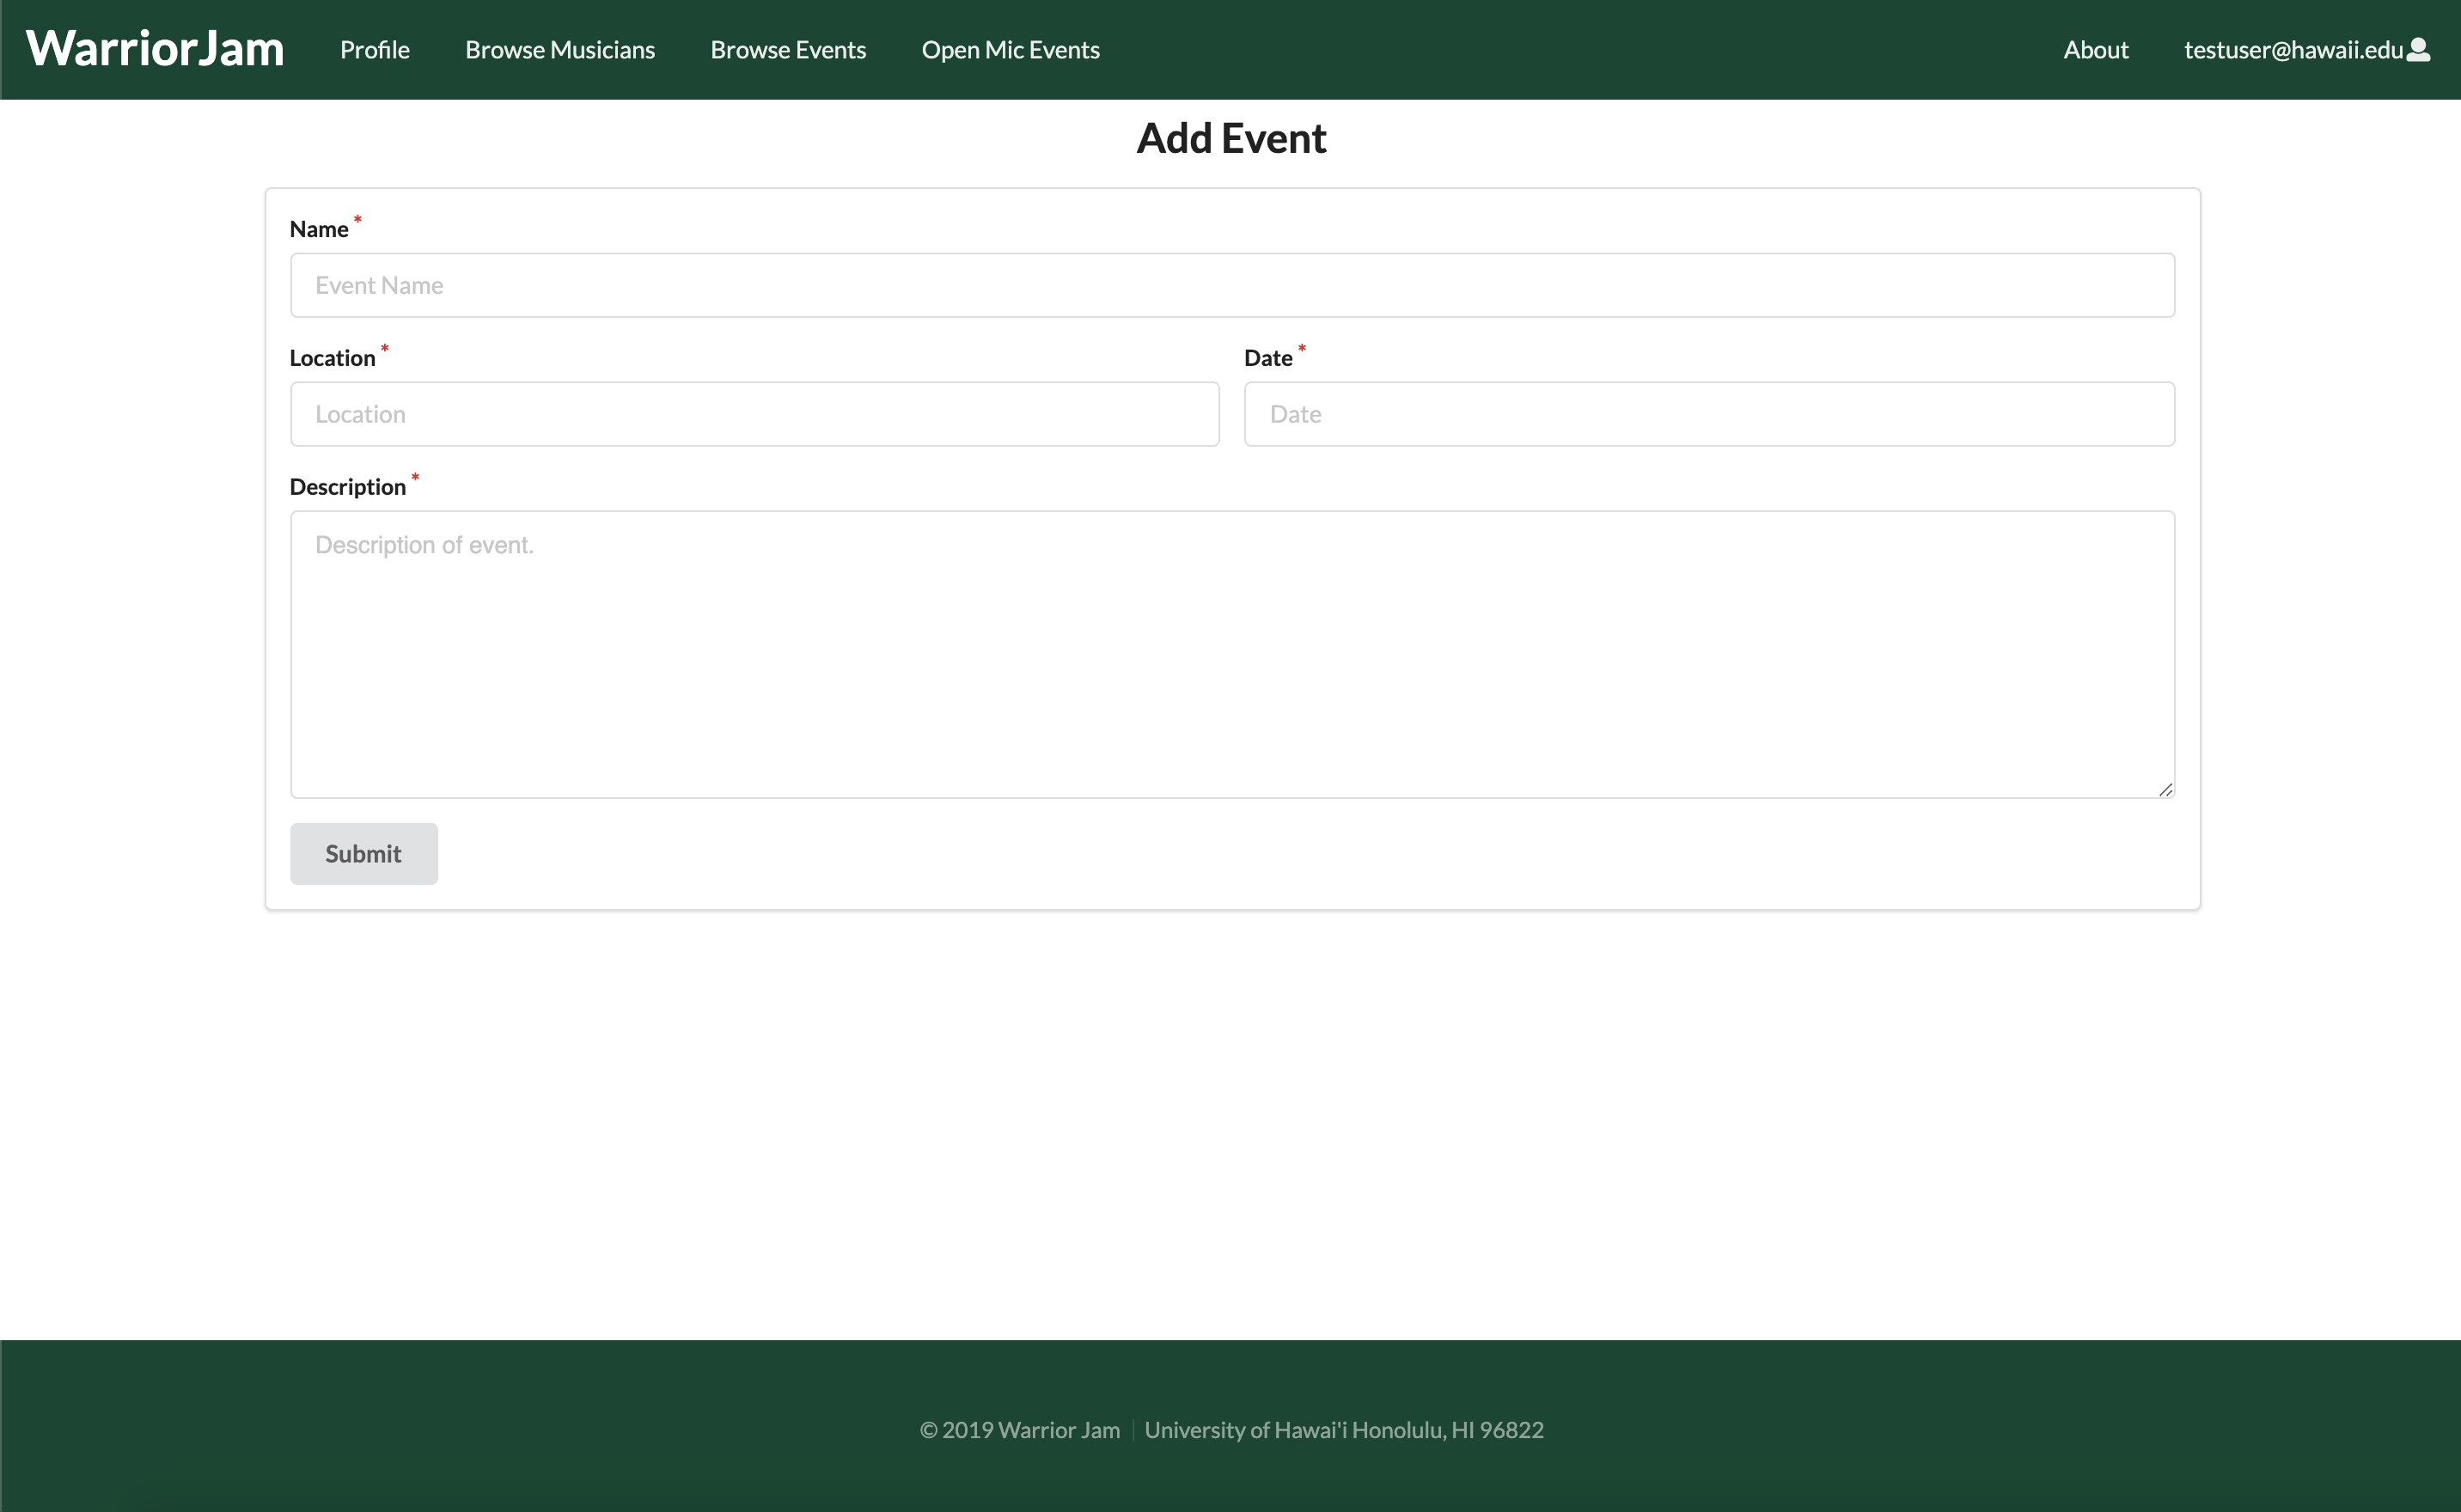 WarriorJam Profile Browse Musicians Browse Events Open Mic Events About testuser@hawaii.edu
Add Event
Name *
Event Name
Location * Date *
Location Date
Description *
Description of event.
Submit
© 2019 Warrior Jam University of Hawai'i Honolulu, HI 96822